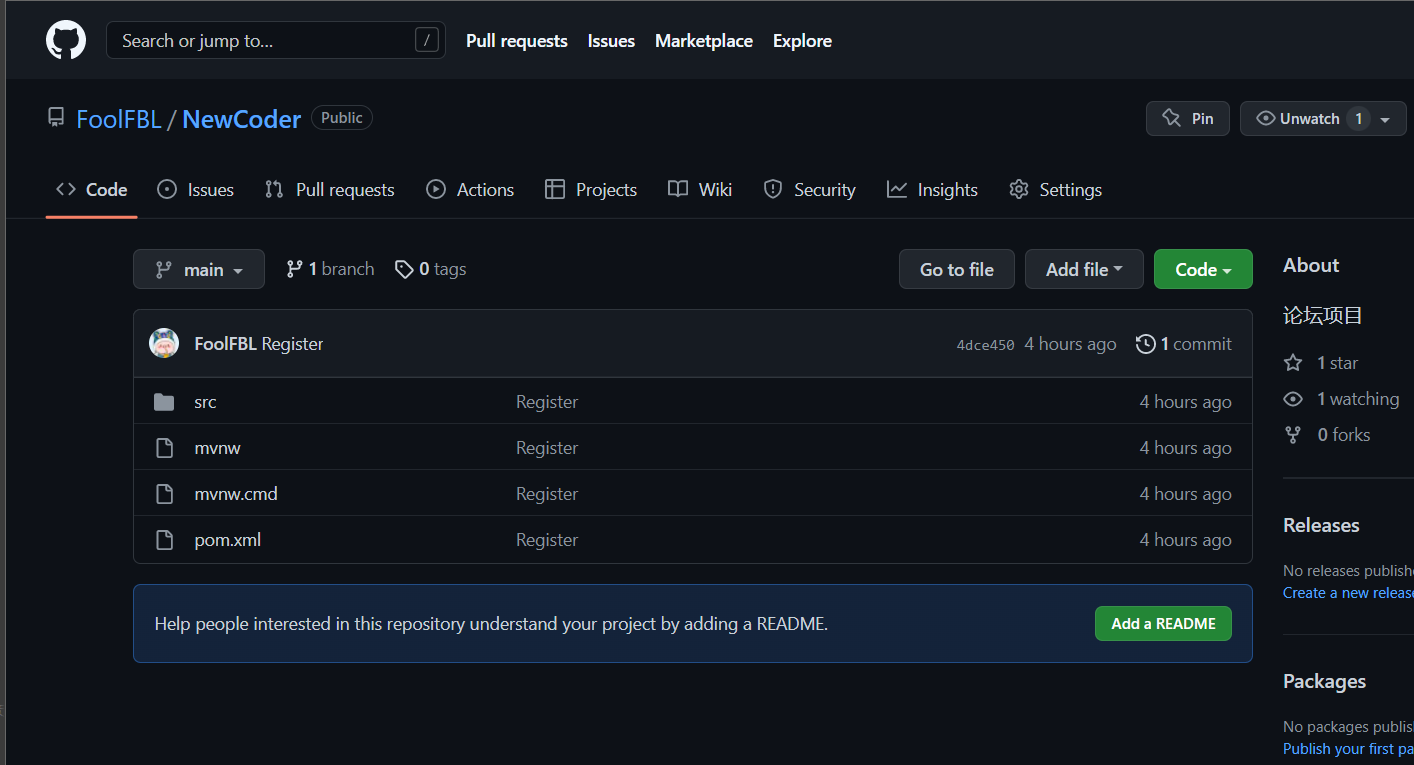 Search or jump to... /
Pull requests Issues Marketplace Explore
FoolFBL / NewCoder Public
Pin Unwatch 1
Code Issues Pull requests Actions Projects Wiki Security Insights Settings
main 1 branch 0 tags
Go to file Add file Code
FoolFBL Register 4dce450 4 hours ago 1 commit
src Register 4 hours ago
mvnw Register 4 hours ago
mvnw.cmd Register 4 hours ago
pom.xml Register 4 hours ago
Help people interested in this repository understand your project by adding a README.
Add a README
About
论坛项目
1 star
1 watching
0 forks
Releases
No releases publishe
Create a new release
Packages
No packages publis
Publish your first pa